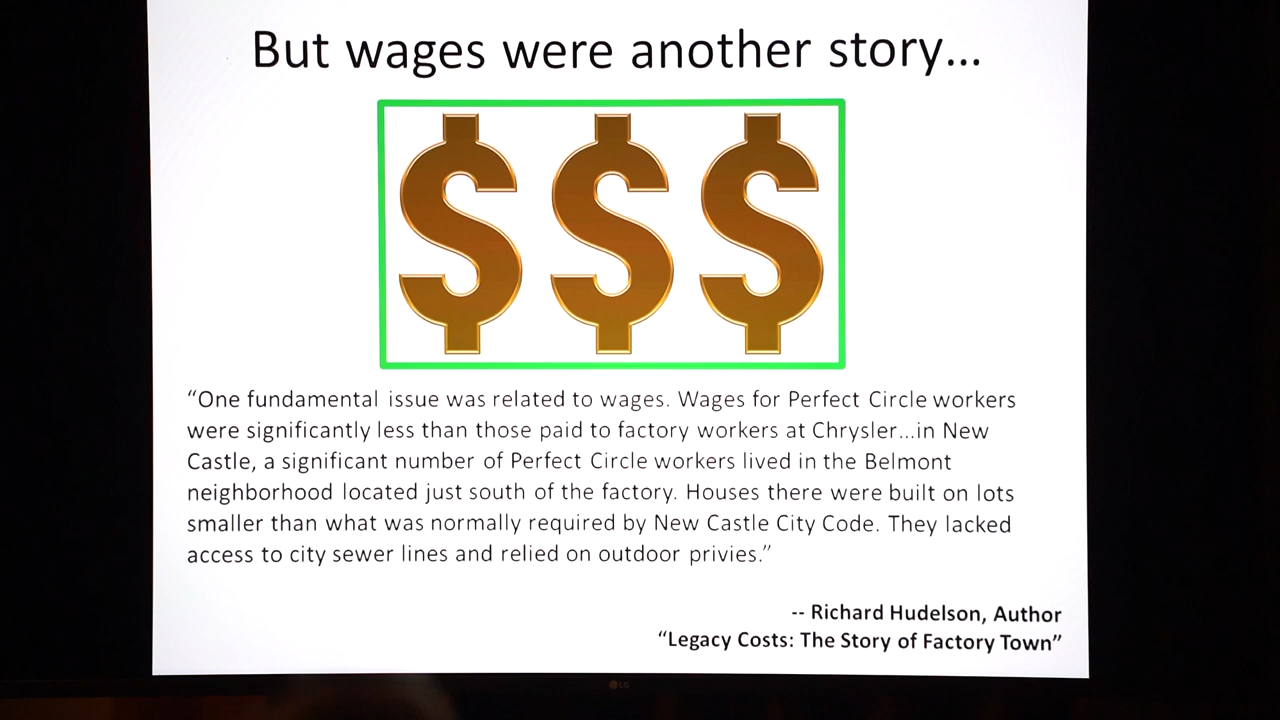 But wages were another story...
$$$
“One fundamental issue was related to wages. Wages for Perfect Circle workers
were significantly less than those paid to factory workers at Chrysler...in New
Castle, a significant number of Perfect Circle workers lived in the Belmont
neighborhood located just south of the factory. Houses there were built on lots
smaller than what was normally required by New Castle City Code. They lacked
access to city sewer lines and relied on outdoor privies.”
-- Richard Hudelson, Author
“Legacy Costs: The Story of Factory Town”
LG